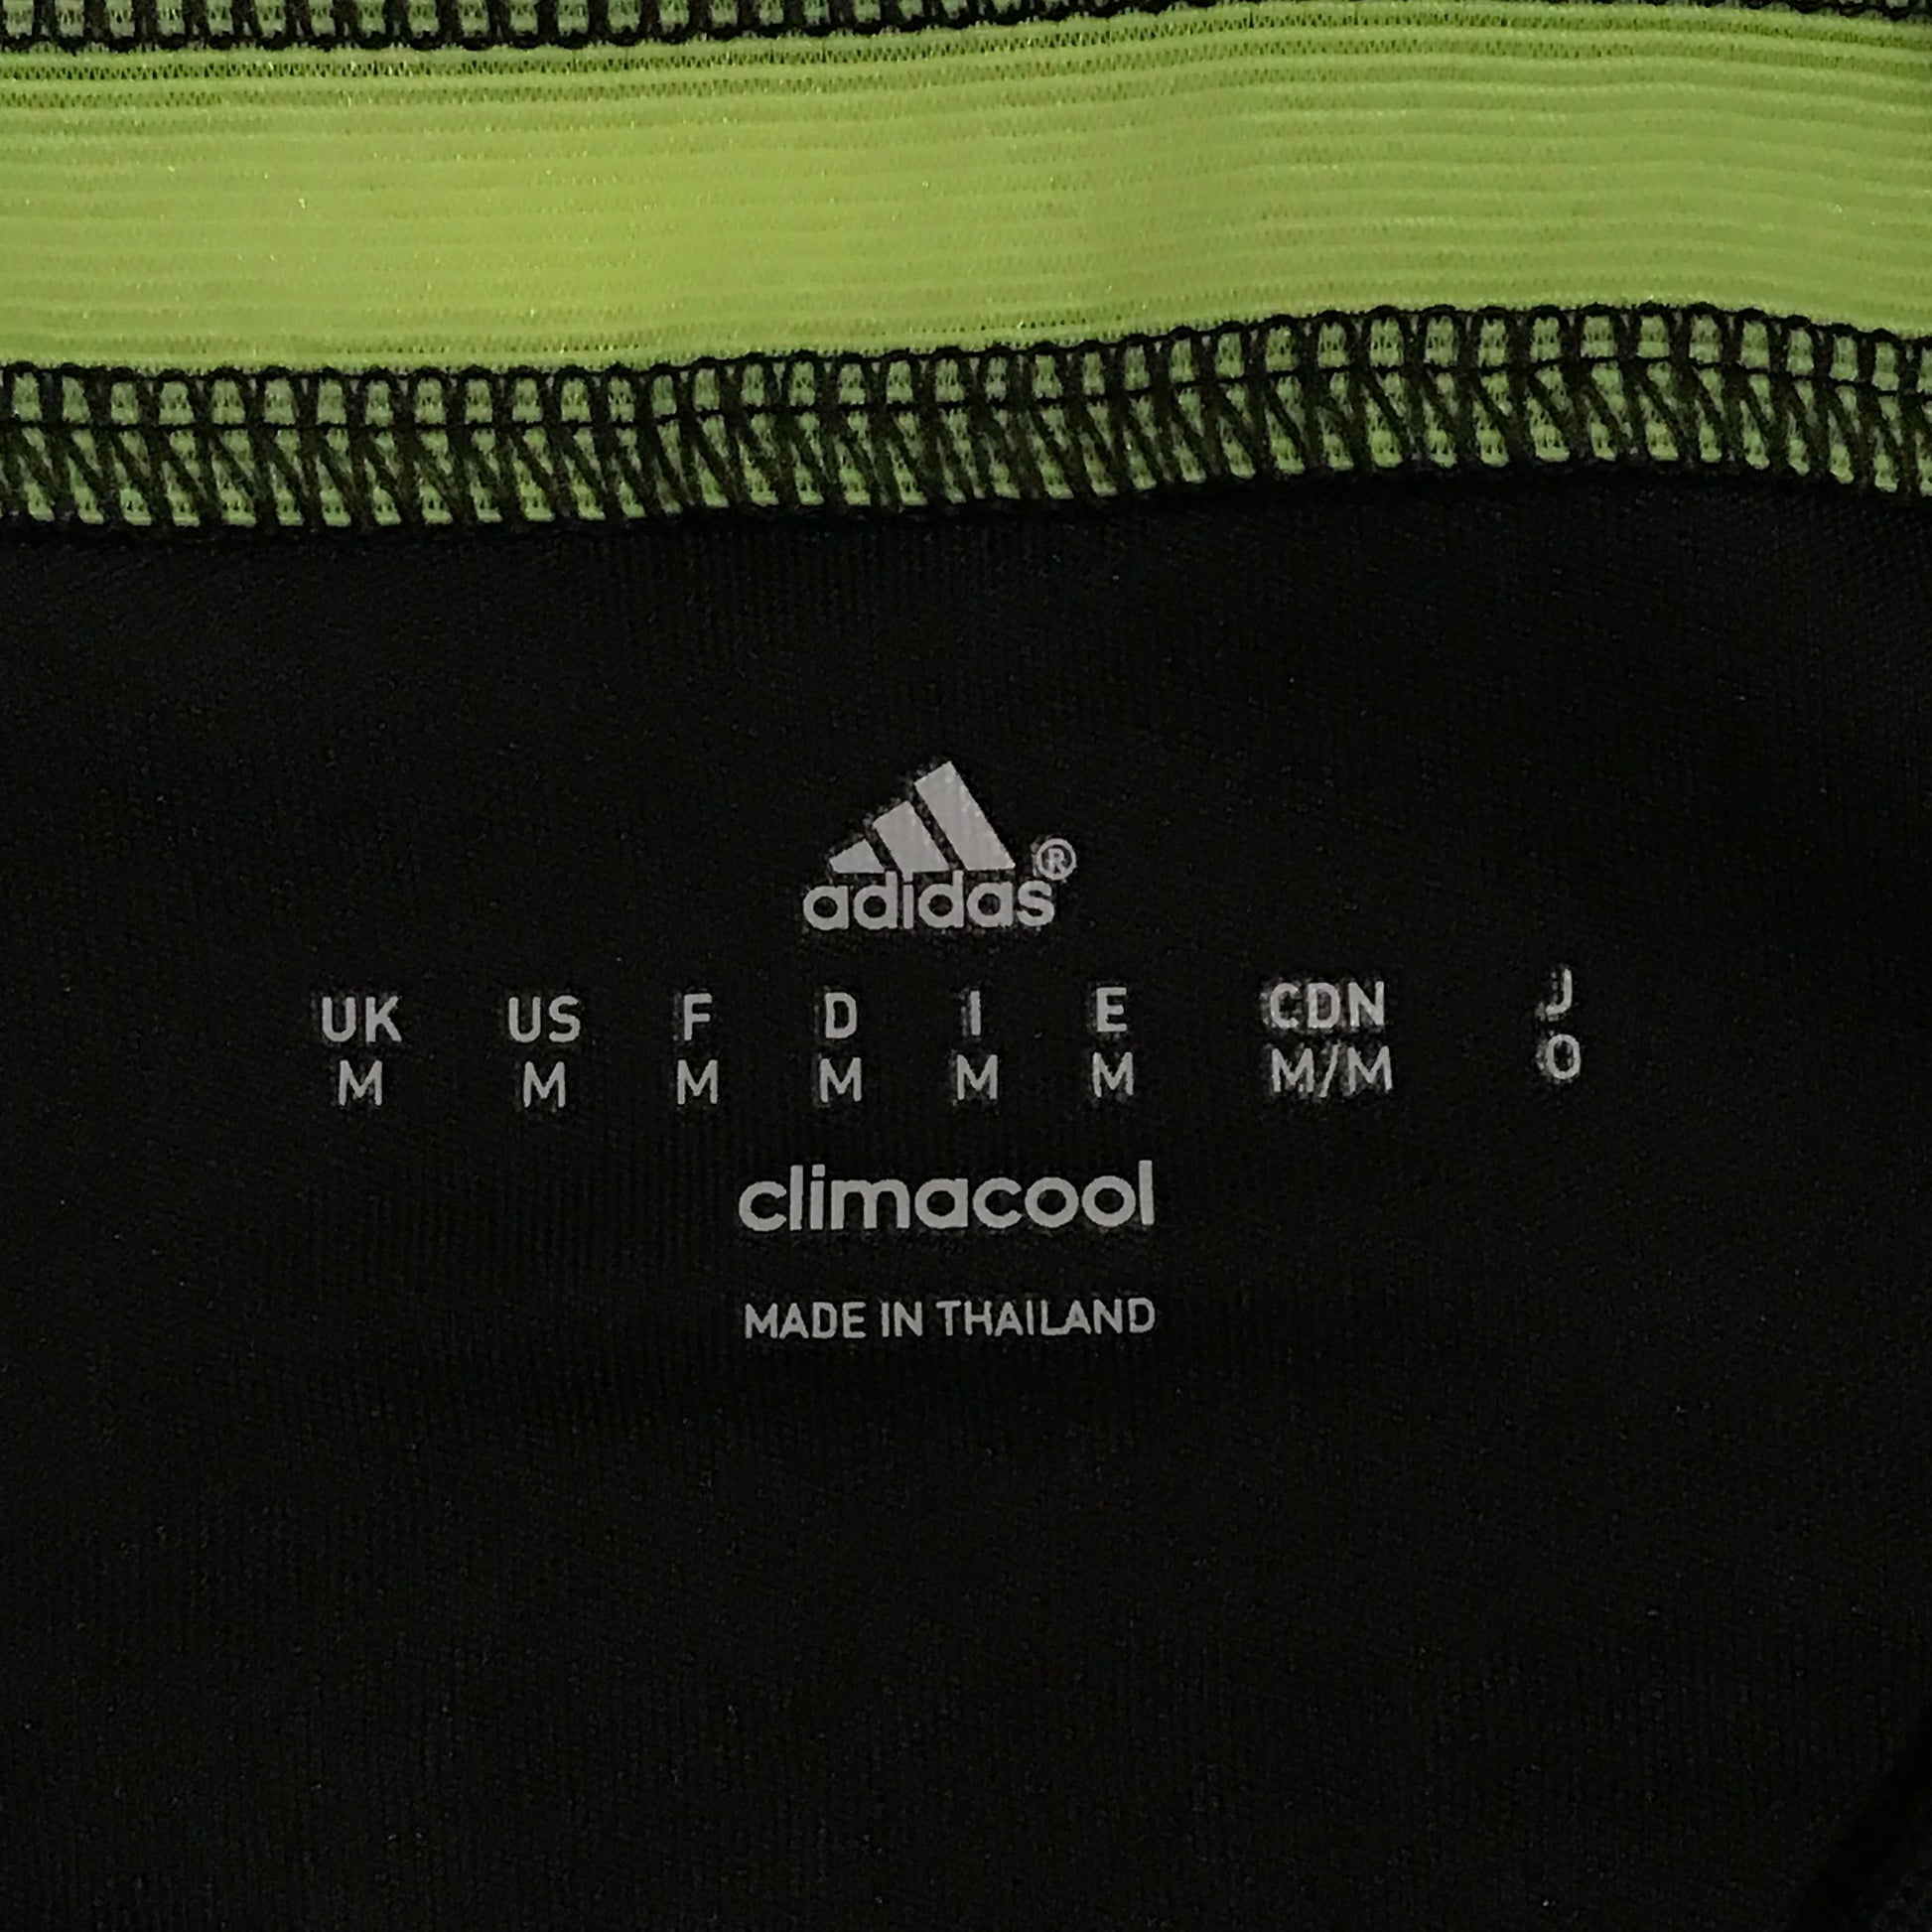 adidas®
UK US F D I E CDN J
M M M M M M M/M O
climacool
MADE IN THAILAND